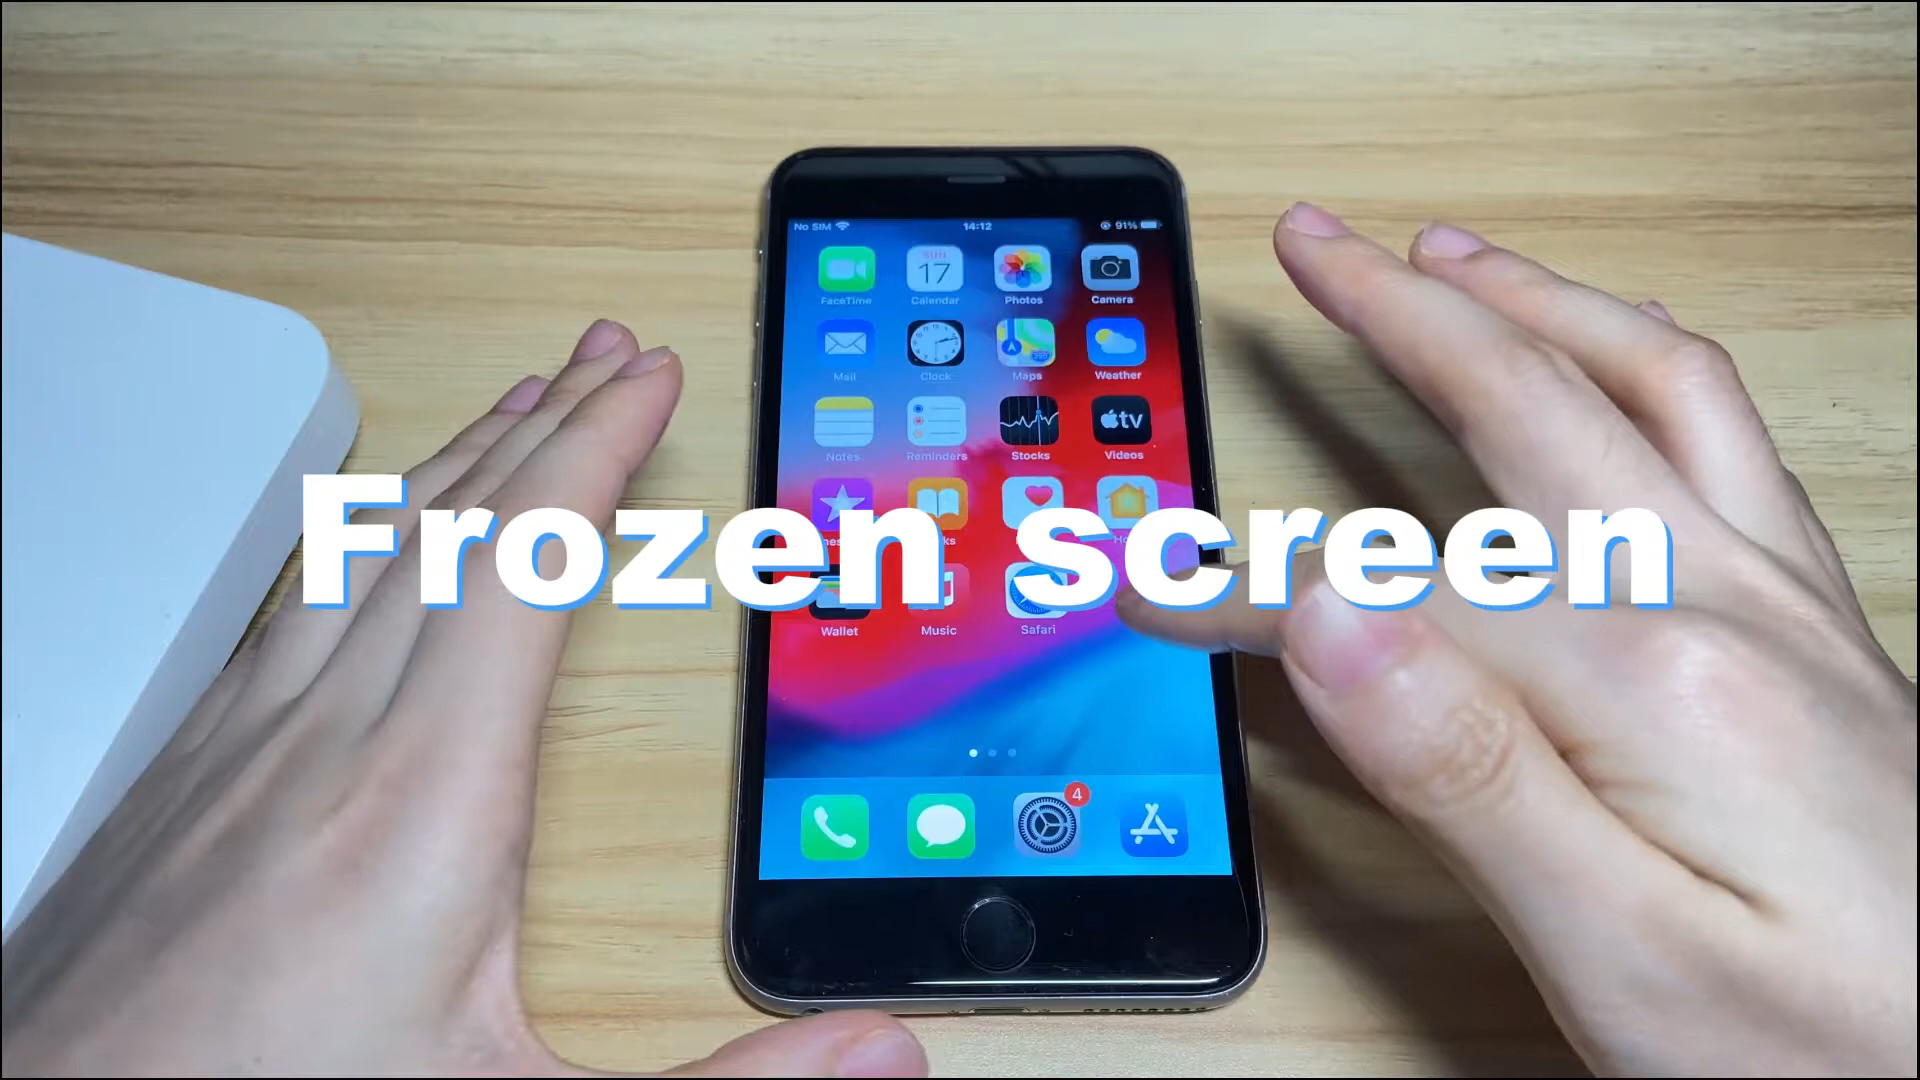 No SIM 14:12 91%
SUN
17
FaceTime Calendar Photos Camera
Mail Clock Maps Weather
tv
Notes Reminders Stocks Videos
Frozen screen
Wallet Music Safari
4